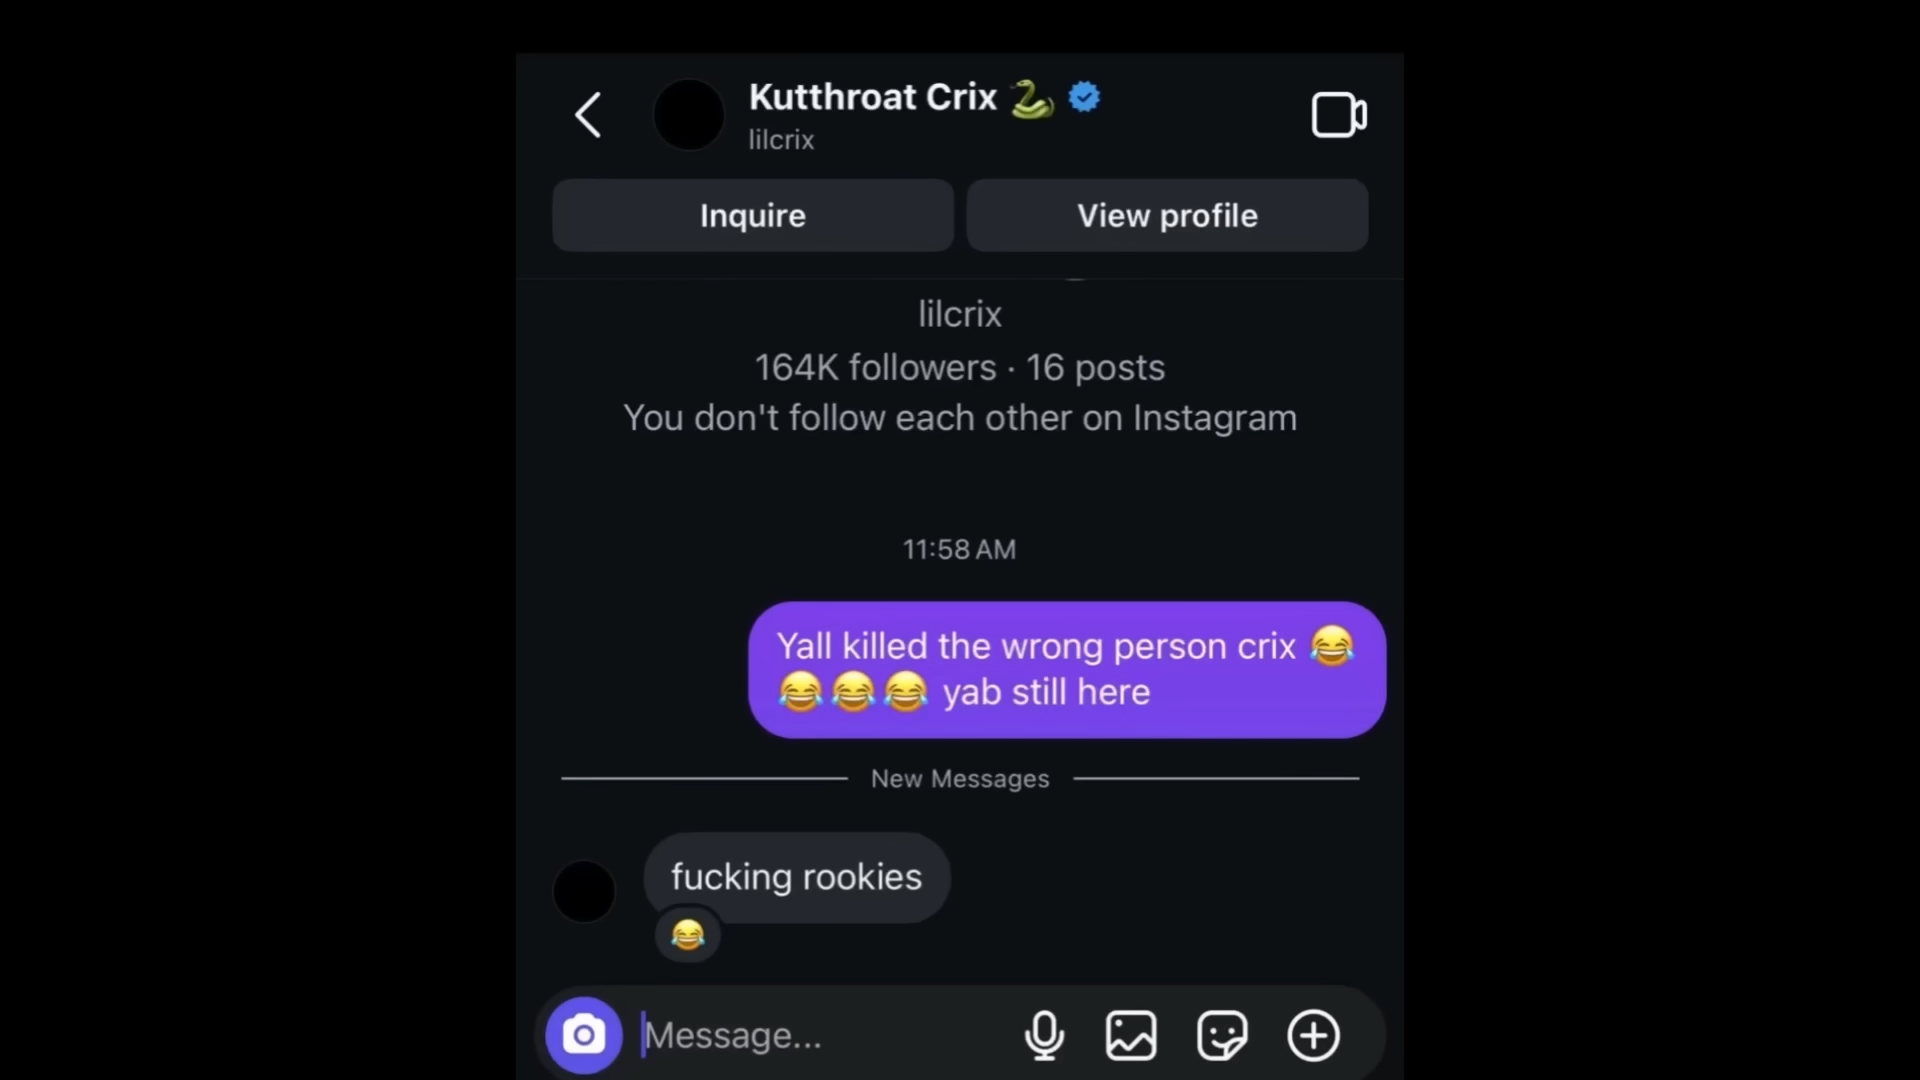 Kutthroat Crix 🐍
lilcrix
Inquire
View profile
lilcrix
164K followers · 16 posts
You don't follow each other on Instagram
11:58 AM
Yall killed the wrong person crix 😂
😂😂😂 yab still here
New Messages
fucking rookies
😂
Message...